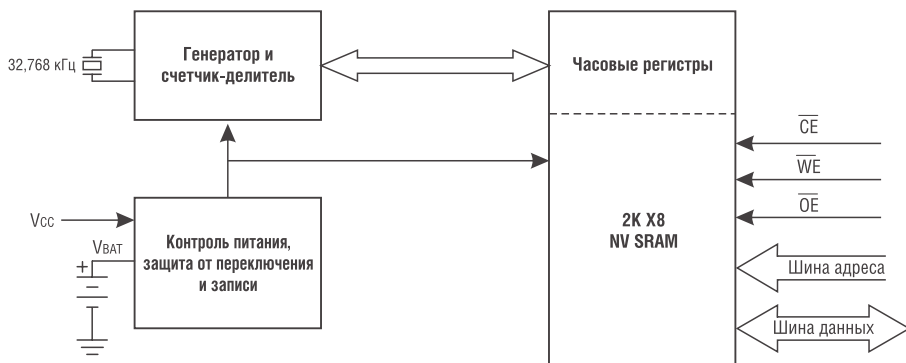 32,768 кГц
Генератор и
счетчик-делитель
Часовые регистры
CE
WE
OE
2K X8
NV SRAM
Vcc
VBAT
+
Контроль питания,
защита от переключения
и записи
Шина адреса
Шина данных